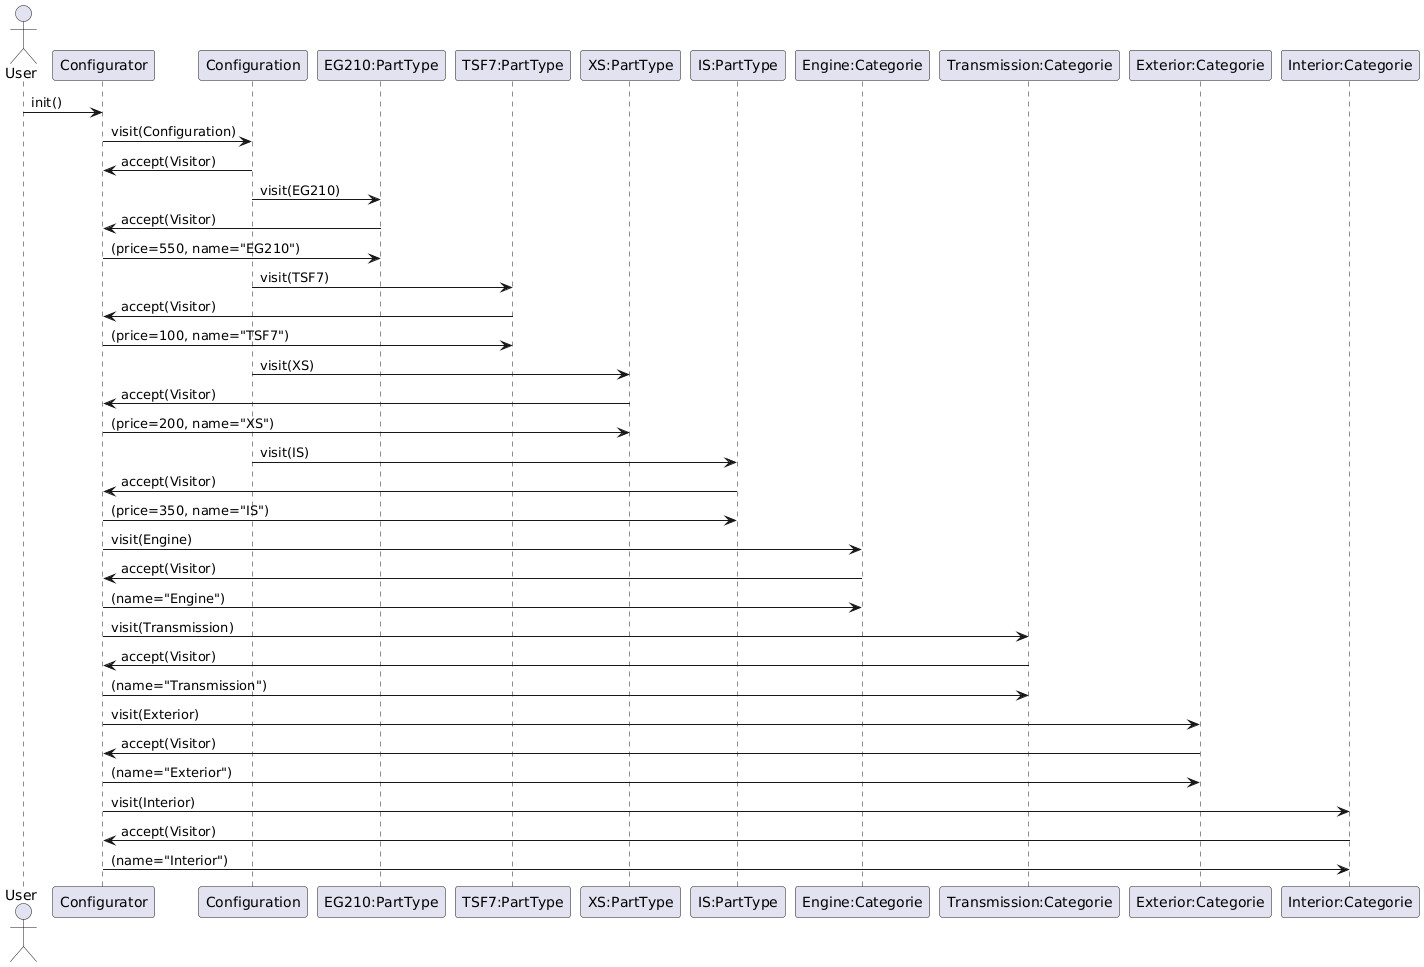 User
Configurator
Configuration
EG210:PartType
TSF7:PartType
XS:PartType
IS:PartType
Engine:Categorie
Transmission:Categorie
Exterior:Categorie
Interior:Categorie
init()
visit(Configuration)
accept(Visitor)
visit(EG210)
accept(Visitor)
(price=550, name="EG210")
visit(TSF7)
accept(Visitor)
(price=100, name="TSF7")
visit(XS)
accept(Visitor)
(price=200, name="XS")
visit(IS)
accept(Visitor)
(price=350, name="IS")
visit(Engine)
accept(Visitor)
(name="Engine")
visit(Transmission)
accept(Visitor)
(name="Transmission")
visit(Exterior)
accept(Visitor)
(name="Exterior")
visit(Interior)
accept(Visitor)
(name="Interior")
User
Configurator
Configuration
EG210:PartType
TSF7:PartType
XS:PartType
IS:PartType
Engine:Categorie
Transmission:Categorie
Exterior:Categorie
Interior:Categorie